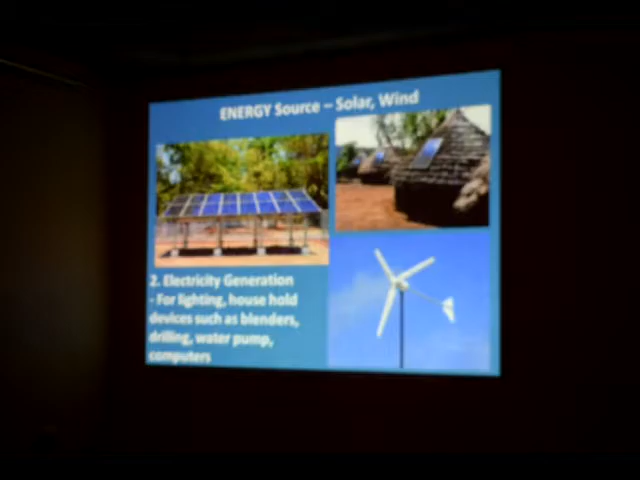 ENERGY Source – Solar, Wind
2. Electricity Generation
- For lighting, house hold
devices such as blenders,
drilling, water pump,
computers